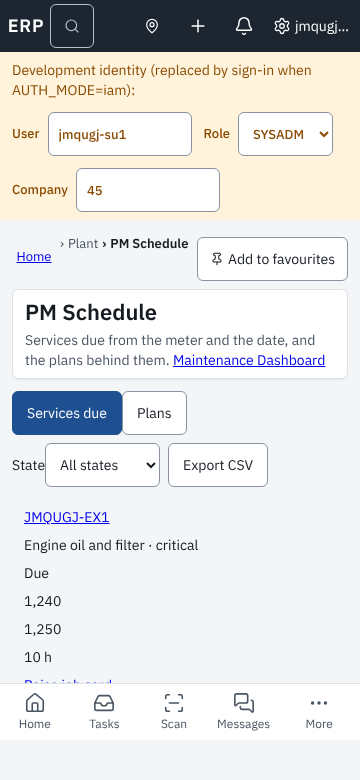 ERP
jmqugj...
Development identity (replaced by sign-in when
AUTH_MODE=iam):
User jmqugj-su1 Role SYSADM
Company 45
Home › Plant › PM Schedule Add to favourites
PM Schedule
Services due from the meter and the date, and
the plans behind them. Maintenance Dashboard
Services due Plans
State All states Export CSV
JMQUGJ-EX1
Engine oil and filter · critical
Due
1,240
1,250
10 h
Home Tasks Scan Messages More